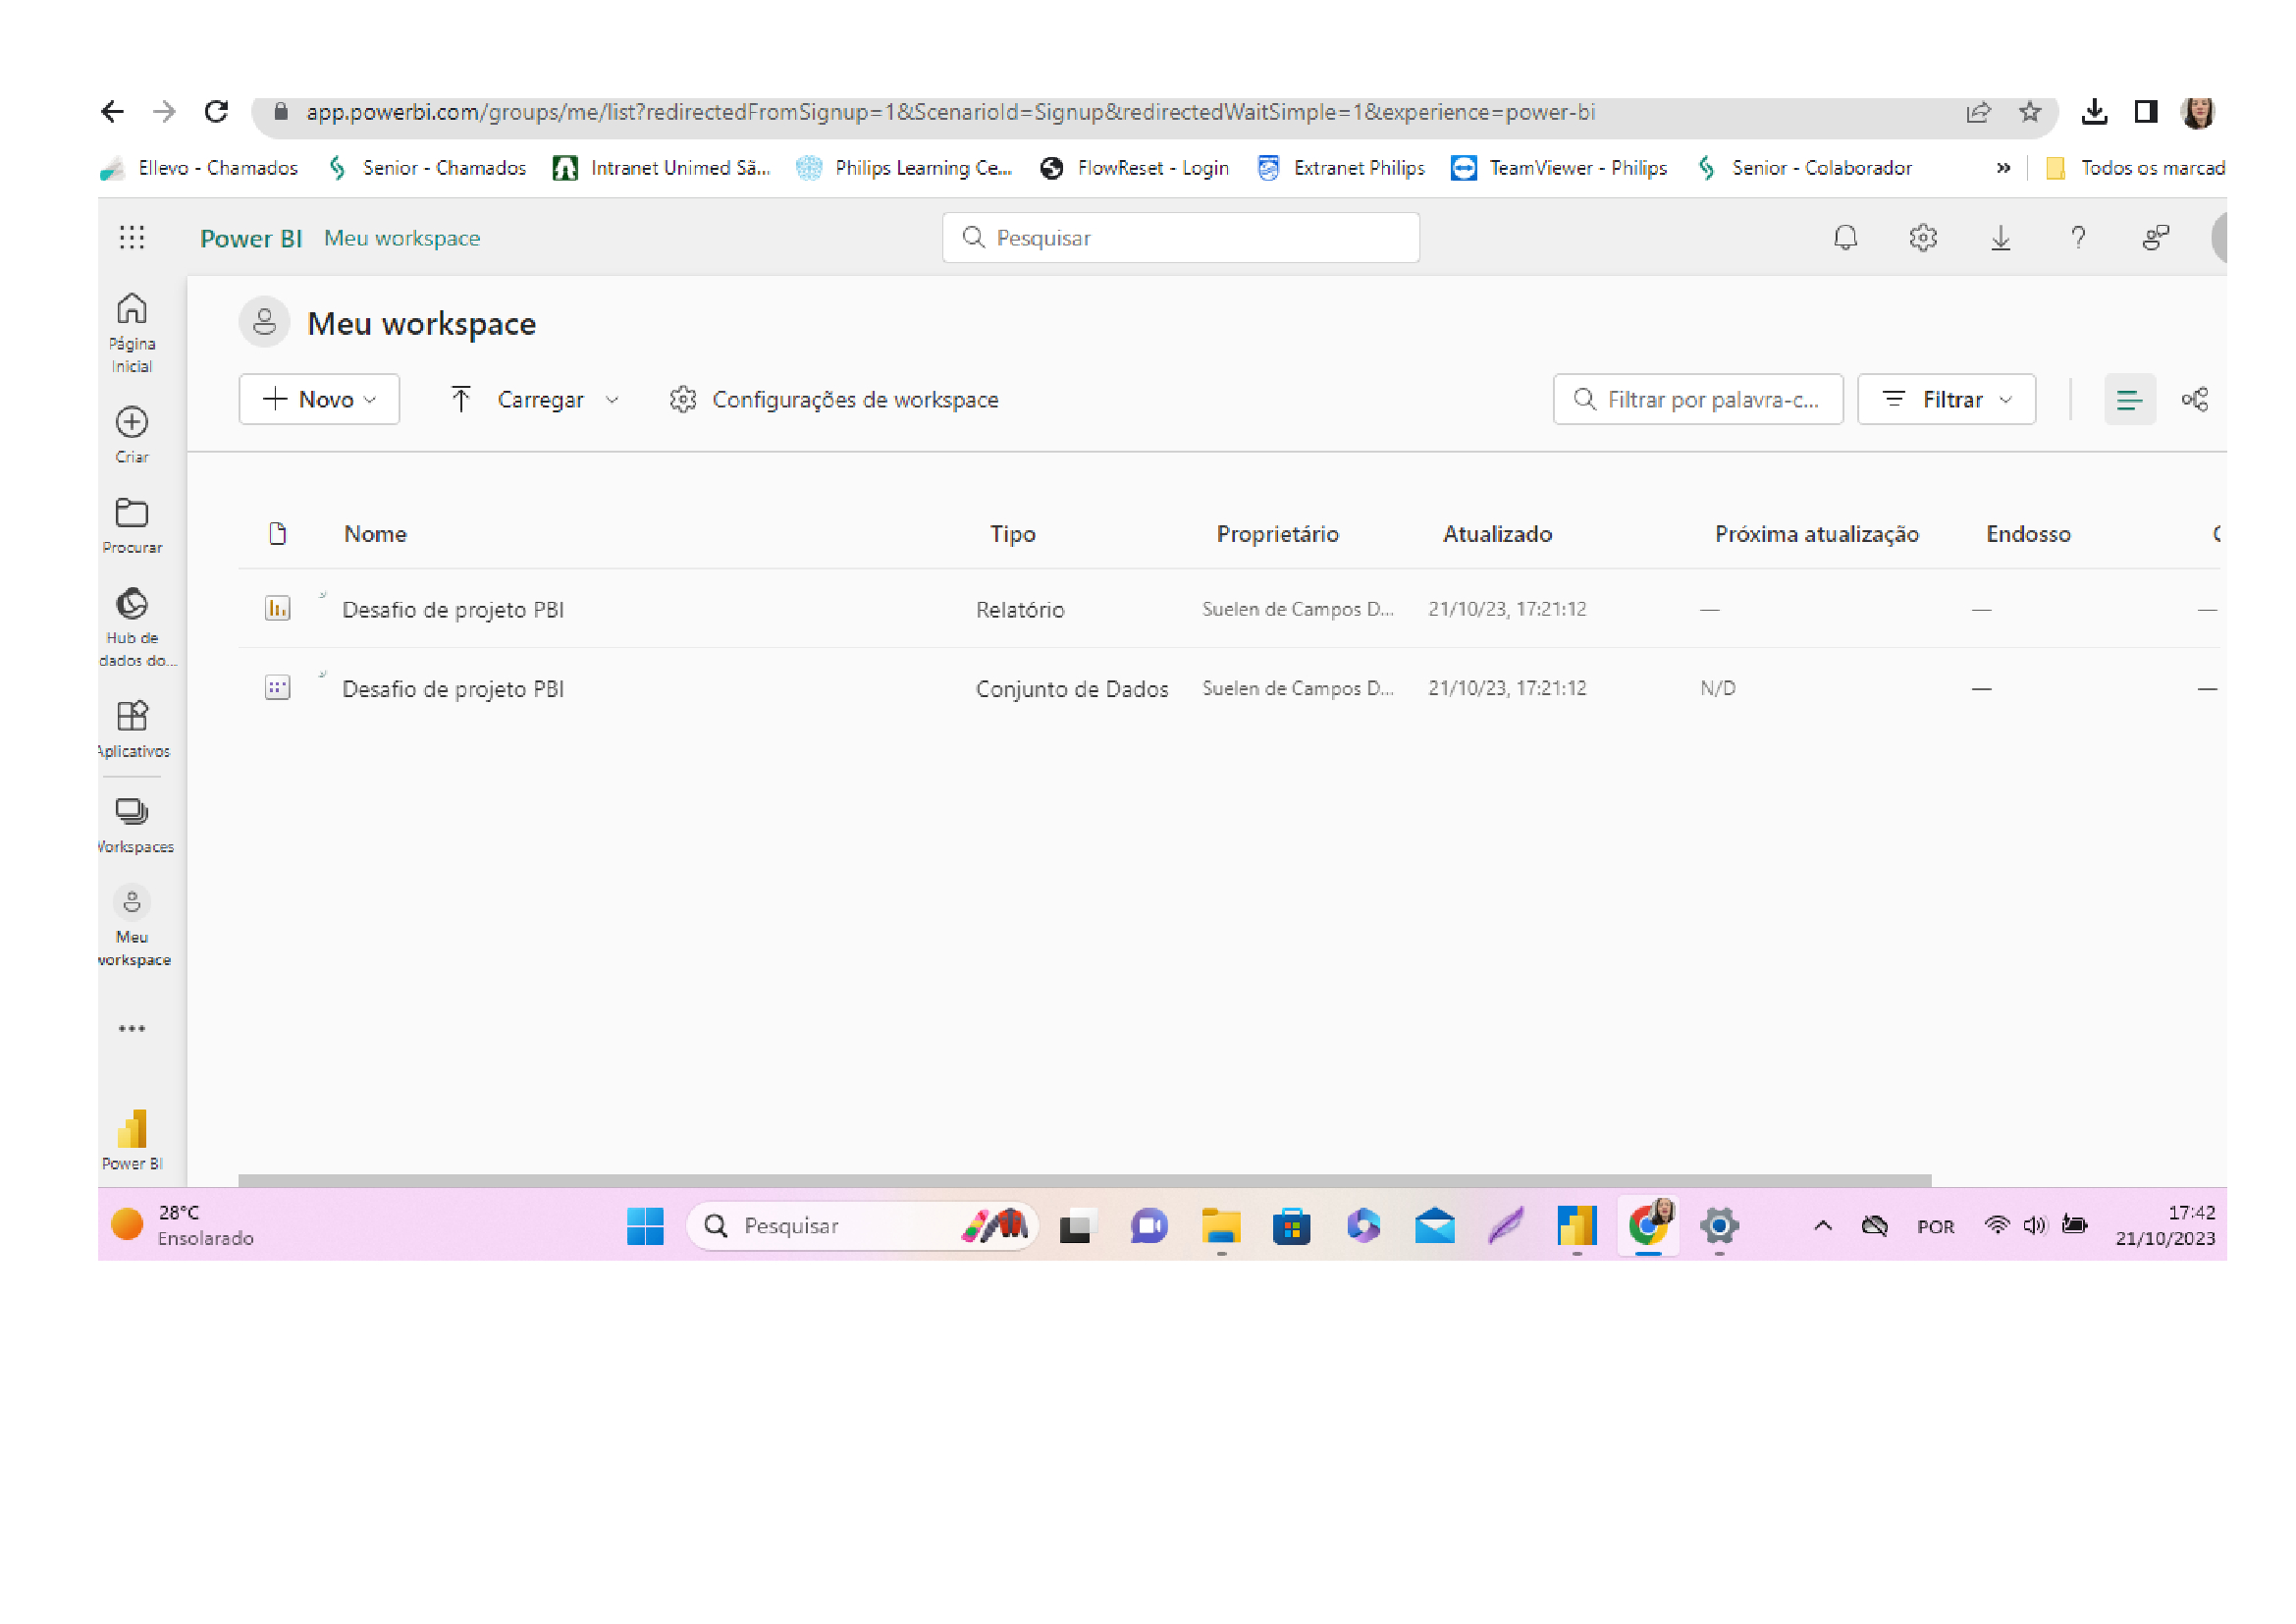 app.powerbi.com/groups/me/list?redirectedFromSignup=1&ScenarioId=Signup&redirectedWaitSimple=1&experience=power-bi
Ellevo - Chamados Senior - Chamados Intranet Unimed Sã... Philips Learning Ce... FlowReset - Login Extranet Philips TeamViewer - Philips Senior - Colaborador » Todos os marcad
Power BI Meu workspace Pesquisar
Meu workspace
Novo Carregar Configurações de workspace Filtrar por palavra-c... Filtrar
Página
Inicial
Criar
Procurar
Hub de
dados do...
Aplicativos
Workspaces
Meu
workspace
Power BI
Nome Tipo Proprietário Atualizado Próxima atualização Endosso
Desafio de projeto PBI Relatório Suelen de Campos D... 21/10/23, 17:21:12 — — —
Desafio de projeto PBI Conjunto de Dados Suelen de Campos D... 21/10/23, 17:21:12 N/D — —
28°C
Ensolarado
Pesquisar
POR
17:42
21/10/2023